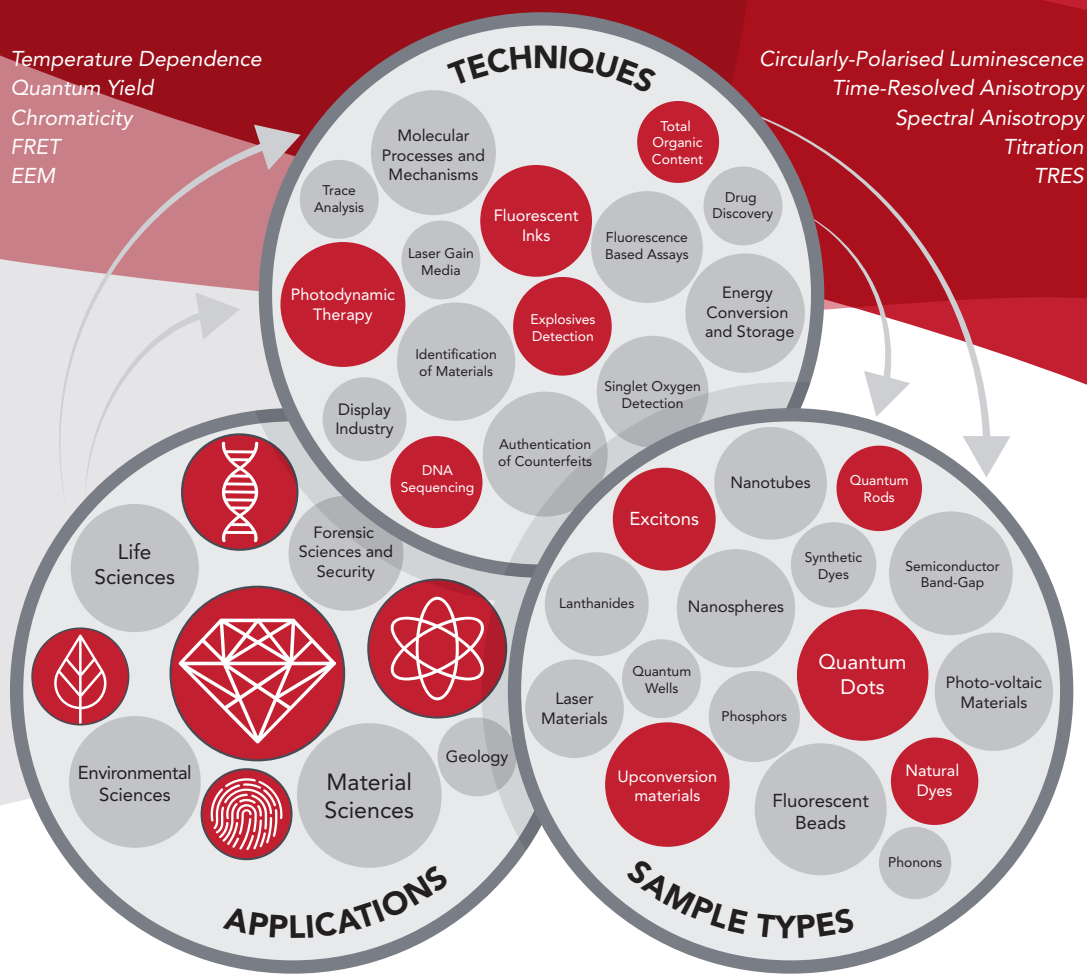 Temperature Dependence
Quantum Yield
Chromaticity
FRET
EEM
Circularly-Polarised Luminescence
Time-Resolved Anisotropy
Spectral Anisotropy
Titration
TRES
TECHNIQUES
Molecular
Processes and
Mechanisms
Total
Organic
Content
Trace
Analysis
Fluorescent
Inks
Drug
Discovery
Laser Gain
Media
Fluorescence
Based Assays
Photodynamic
Therapy
Explosives
Detection
Energy
Conversion
and Storage
Identification
of Materials
Singlet Oxygen
Detection
Display
Industry
DNA
Sequencing
Authentication
of Counterfeits
Life
Sciences
Forensic
Sciences and
Security
Environmental
Sciences
Material
Sciences
Geology
APPLICATIONS
Nanotubes
Quantum
Rods
Excitons
Synthetic
Dyes
Semiconductor
Band-Gap
Lanthanides
Nanospheres
Quantum
Dots
Quantum
Wells
Photo-voltaic
Materials
Laser
Materials
Phosphors
Upconversion
materials
Natural
Dyes
Fluorescent
Beads
Phonons
SAMPLE TYPES